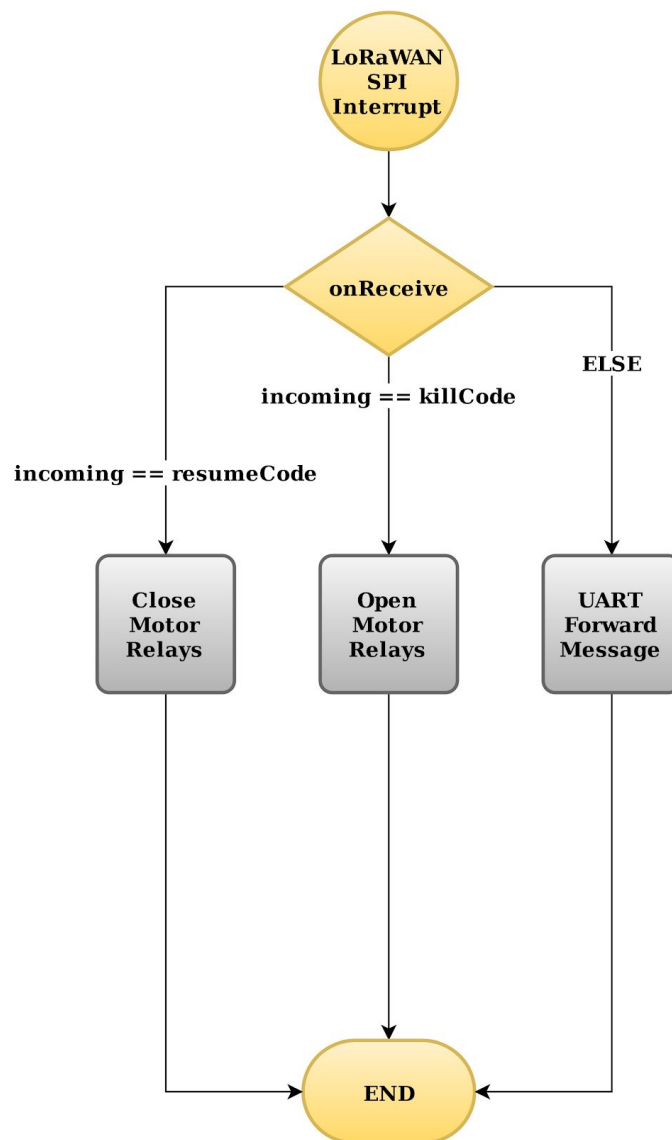 LoRaWAN
SPI
Interrupt
onReceive
ELSE
incoming == killCode
incoming == resumeCode
Close
Motor
Relays
Open
Motor
Relays
UART
Forward
Message
END